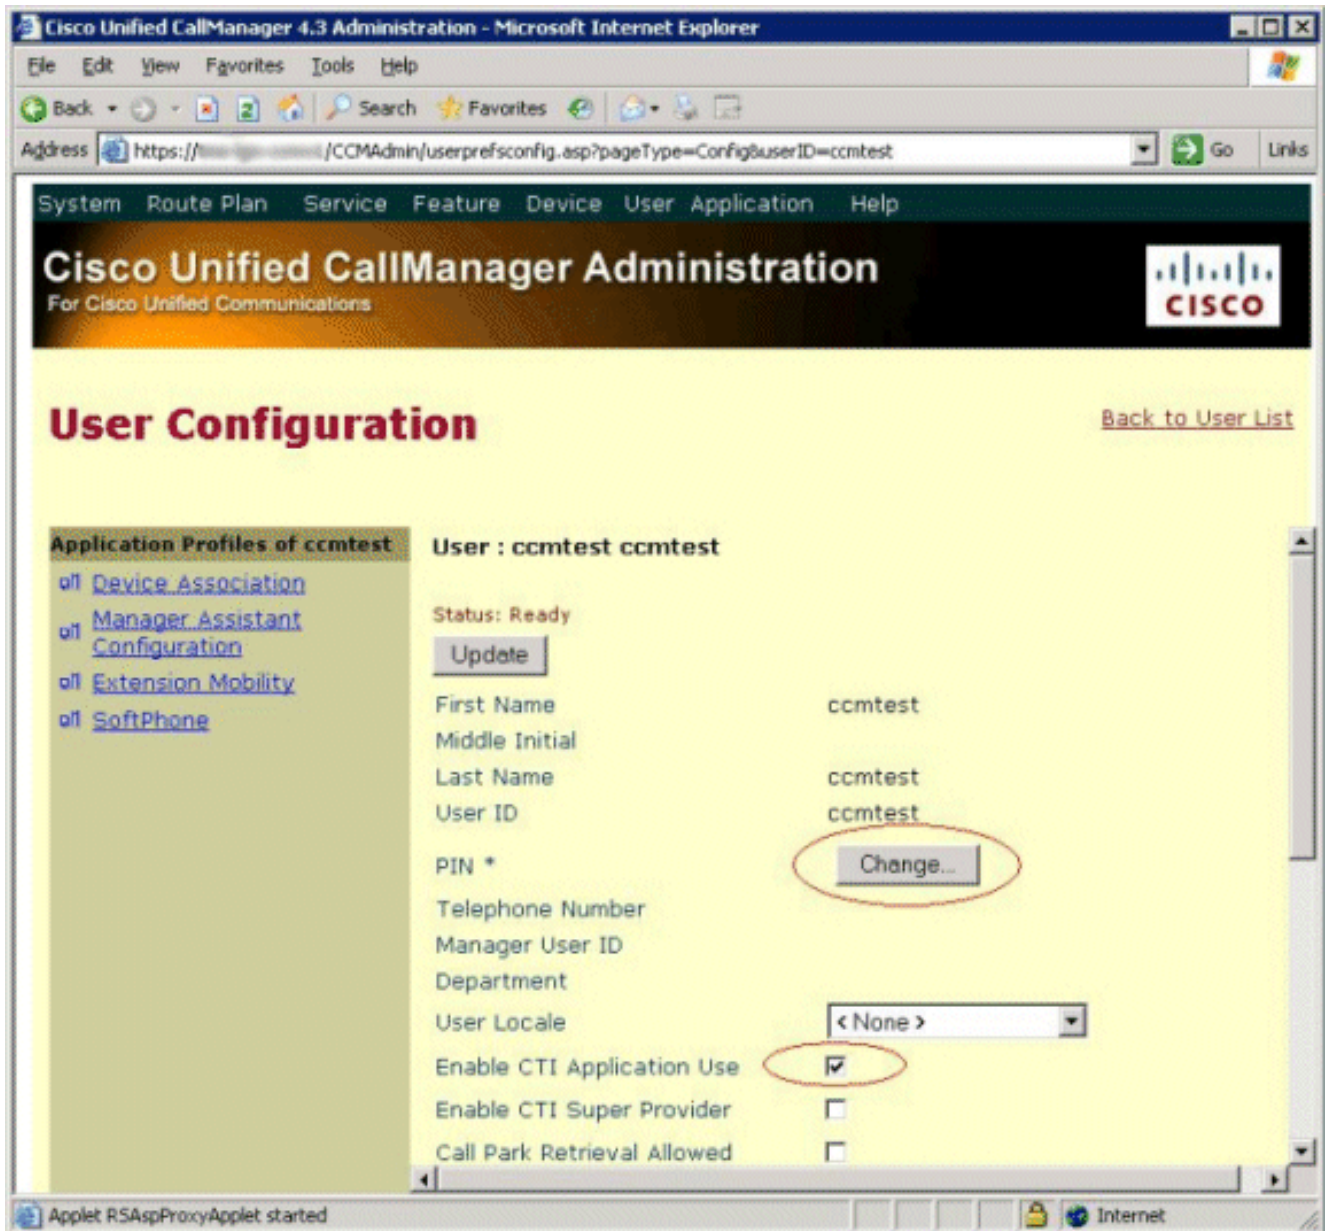 Cisco Unified CallManager 4.3 Administration - Microsoft Internet Explorer
File Edit View Favorites Tools Help
Back Search Favorites
Address https:// /CCMAdmin/userprefsconfig.asp?pageType=Config&userID=ccmtest Go Links
System Route Plan Service Feature Device User Application Help
Cisco Unified CallManager Administration
For Cisco Unified Communications
CISCO
User Configuration
Back to User List
Application Profiles of ccmtest
Device Association
Manager Assistant
Configuration
Extension Mobility
SoftPhone
User : ccmtest ccmtest
Status: Ready
Update
First Name ccmtest
Middle Initial
Last Name ccmtest
User ID ccmtest
PIN * Change...
Telephone Number
Manager User ID
Department
User Locale < None >
Enable CTI Application Use
Enable CTI Super Provider
Call Park Retrieval Allowed
Applet RSAspProxyApplet started Internet